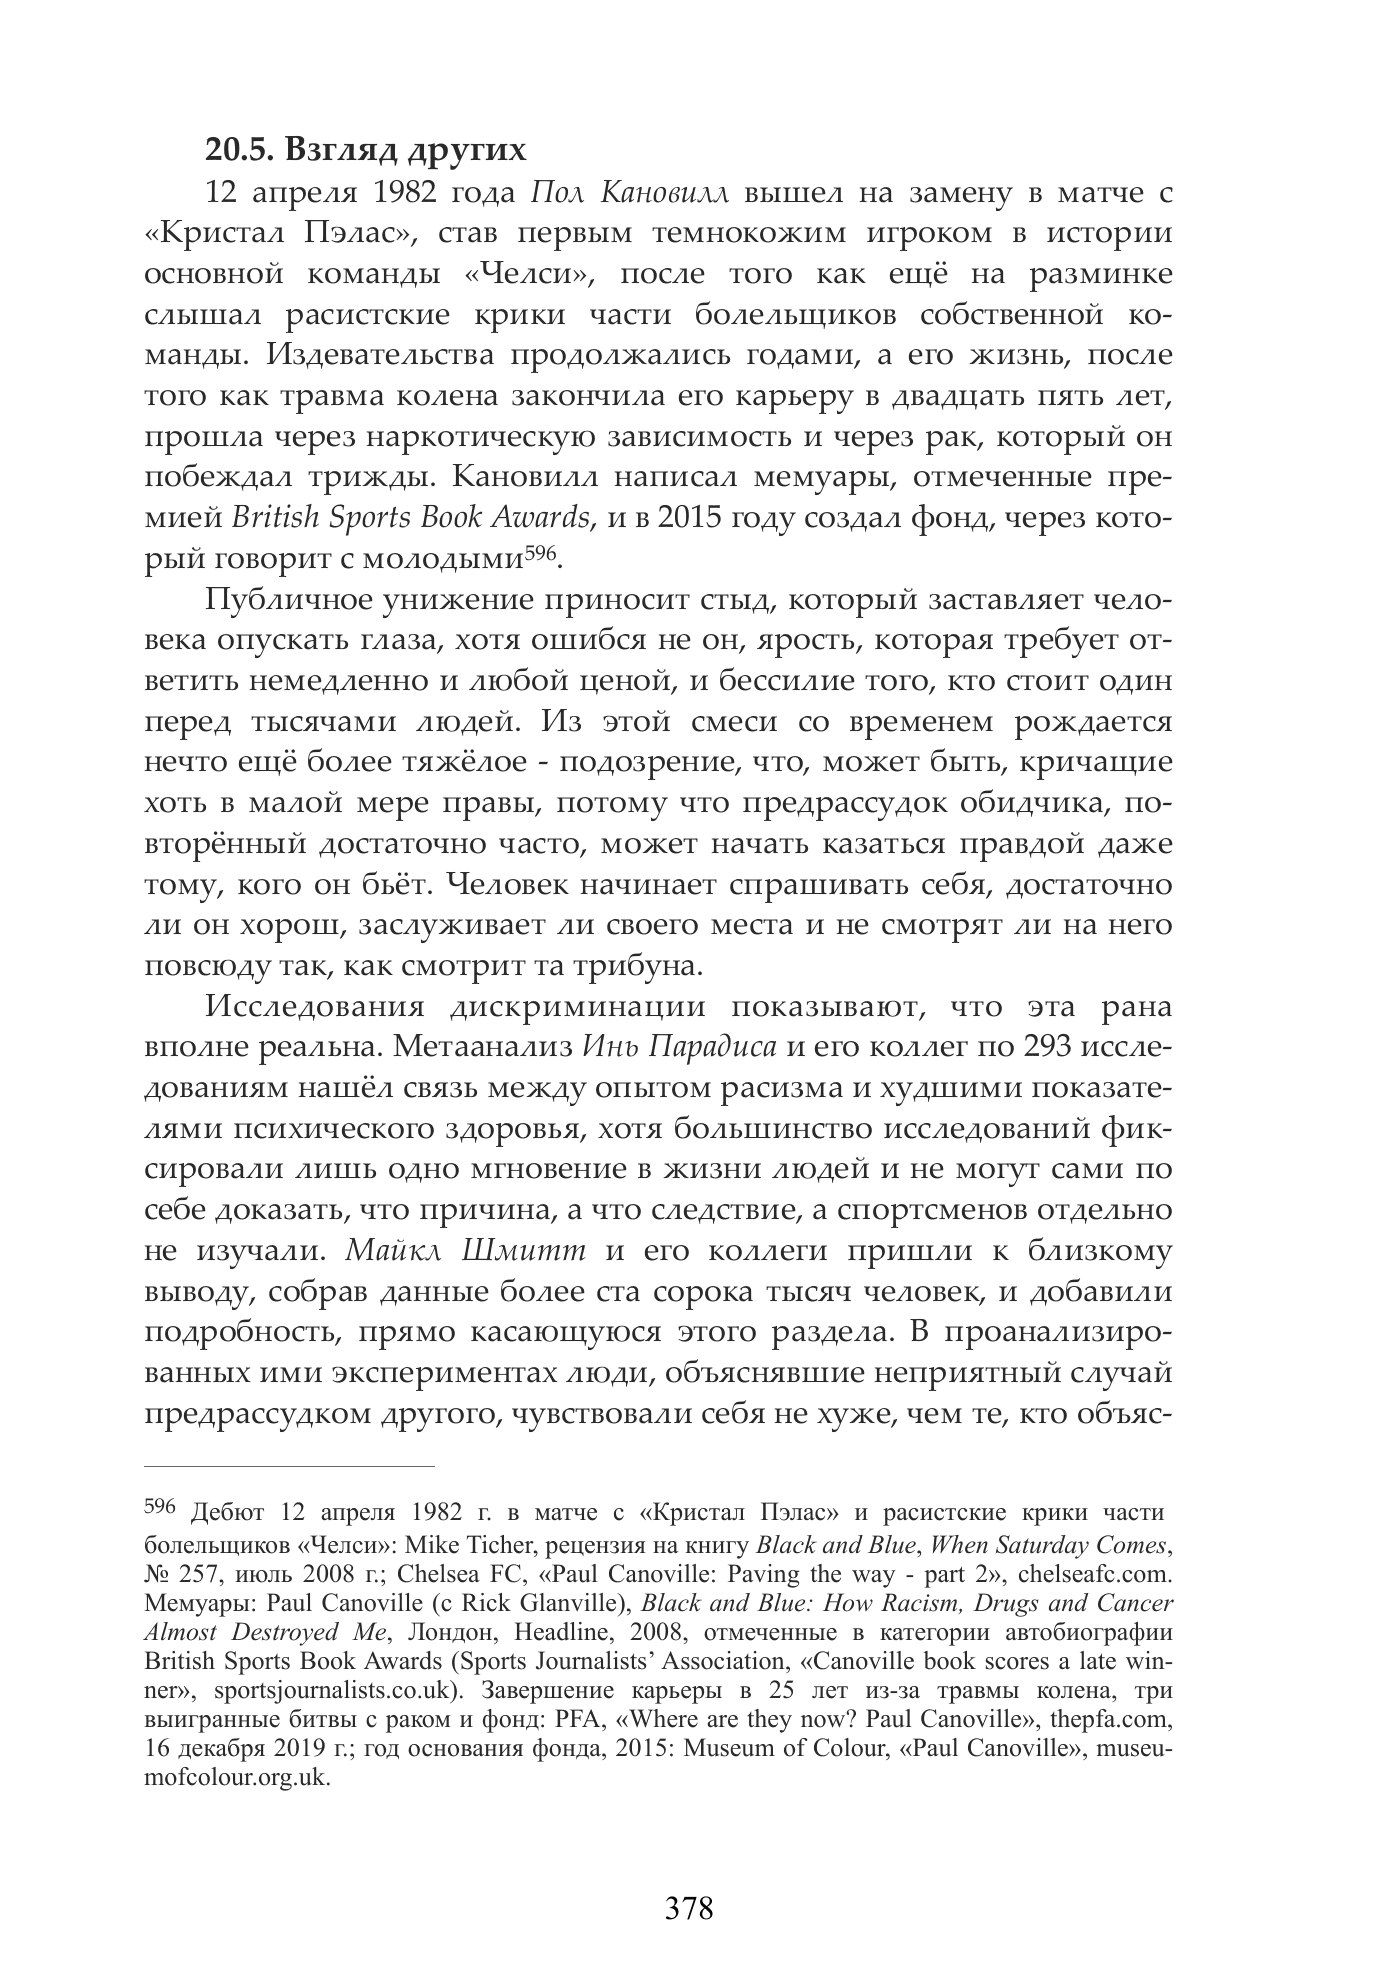 20.5. Взгляд других
12 апреля 1982 года Пол Кановилл вышел на замену в матче с
«Кристал Пэлас», став первым темнокожим игроком в истории
основной команды «Челси», после того как ещё на разминке
слышал расистские крики части болельщиков собственной ко-
манды. Издевательства продолжались годами, а его жизнь, после
того как травма колена закончила его карьеру в двадцать пять лет,
прошла через наркотическую зависимость и через рак, который он
побеждал трижды. Кановилл написал мемуары, отмеченные пре-
мией British Sports Book Awards, и в 2015 году создал фонд, через кото-
рый говорит с молодыми596.
Публичное унижение приносит стыд, который заставляет чело-
века опускать глаза, хотя ошибся не он, ярость, которая требует от-
ветить немедленно и любой ценой, и бессилие того, кто стоит один
перед тысячами людей. Из этой смеси со временем рождается
нечто ещё более тяжёлое - подозрение, что, может быть, кричащие
хоть в малой мере правы, потому что предрассудок обидчика, по-
вторённый достаточно часто, может начать казаться правдой даже
тому, кого он бьёт. Человек начинает спрашивать себя, достаточно
ли он хорош, заслуживает ли своего места и не смотрят ли на него
повсюду так, как смотрит та трибуна.
Исследования дискриминации показывают, что эта рана
вполне реальна. Метаанализ Инь Парадиса и его коллег по 293 иссле-
дованиям нашёл связь между опытом расизма и худшими показате-
лями психического здоровья, хотя большинство исследований фик-
сировали лишь одно мгновение в жизни людей и не могут сами по
себе доказать, что причина, а что следствие, а спортсменов отдельно
не изучали. Майкл Шмитт и его коллеги пришли к близкому
выводу, собрав данные более ста сорока тысяч человек, и добавили
подробность, прямо касающуюся этого раздела. В проанализиро-
ванных ими экспериментах люди, объяснявшие неприятный случай
предрассудком другого, чувствовали себя не хуже, чем те, кто объяс-
596 Дебют 12 апреля 1982 г. в матче с «Кристал Пэлас» и расистские крики части
болельщиков «Челси»: Mike Ticher, рецензия на книгу Black and Blue, When Saturday Comes,
№ 257, июль 2008 г.; Chelsea FC, «Paul Canoville: Paving the way - part 2», chelseafc.com.
Мемуары: Paul Canoville (с Rick Glanville), Black and Blue: How Racism, Drugs and Cancer
Almost Destroyed Me, Лондон, Headline, 2008, отмеченные в категории автобиографии
British Sports Book Awards (Sports Journalists’ Association, «Canoville book scores a late win-
ner», sportsjournalists.co.uk). Завершение карьеры в 25 лет из-за травмы колена, три
выигранные битвы с раком и фонд: PFA, «Where are they now? Paul Canoville», thepfa.com,
16 декабря 2019 г.; год основания фонда, 2015: Museum of Colour, «Paul Canoville», museu-
mofcolour.org.uk.
378